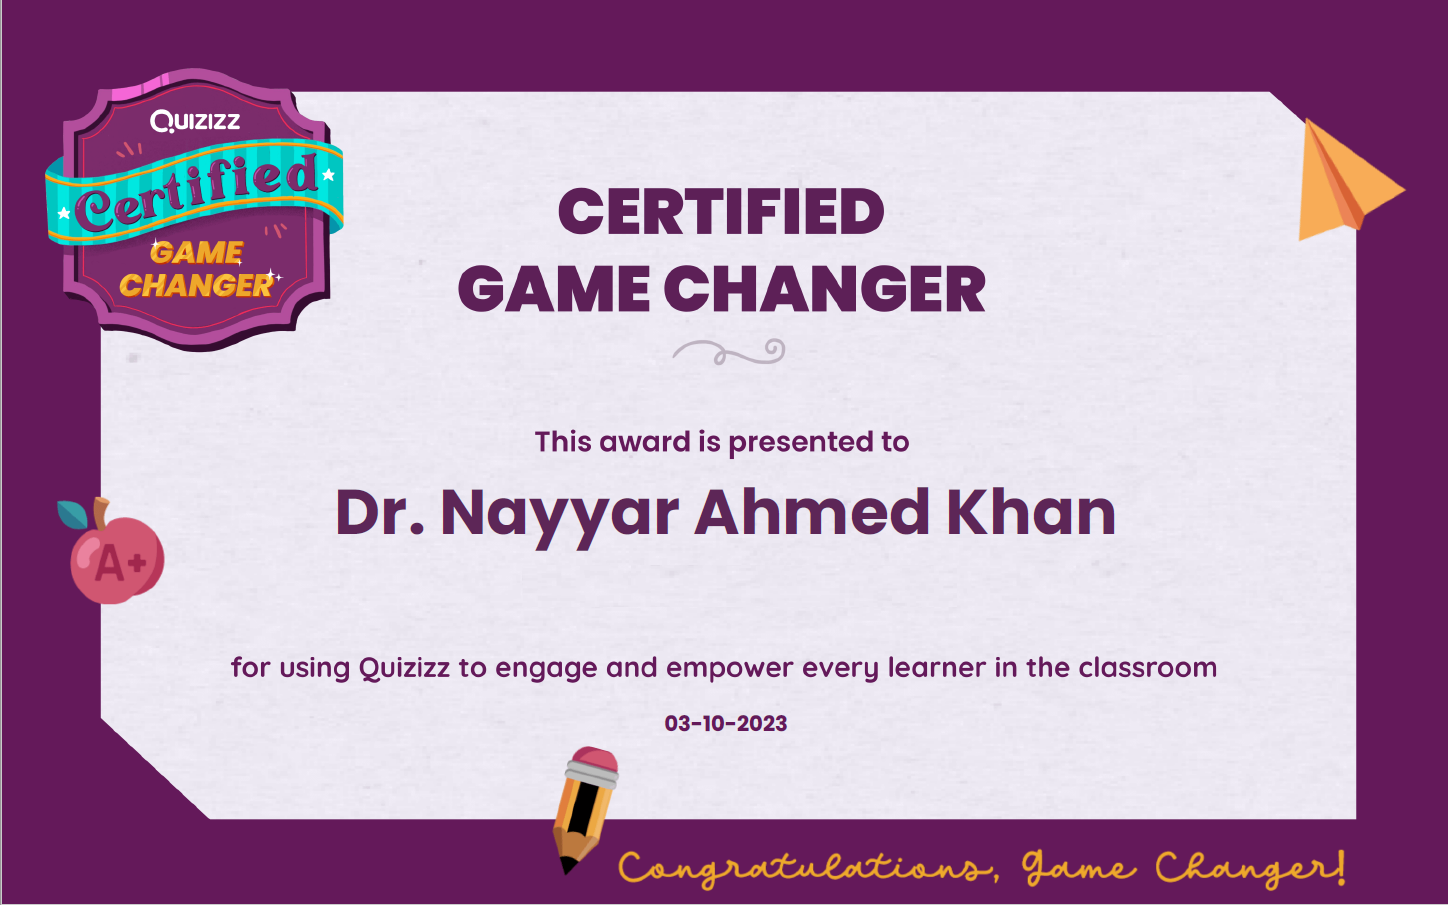 QUIZIZZ
Certified
GAME
CHANGER
CERTIFIED
GAME CHANGER
This award is presented to
Dr. Nayyar Ahmed Khan
A+
for using Quizizz to engage and empower every learner in the classroom
03-10-2023
Congratulations, Game Changer!